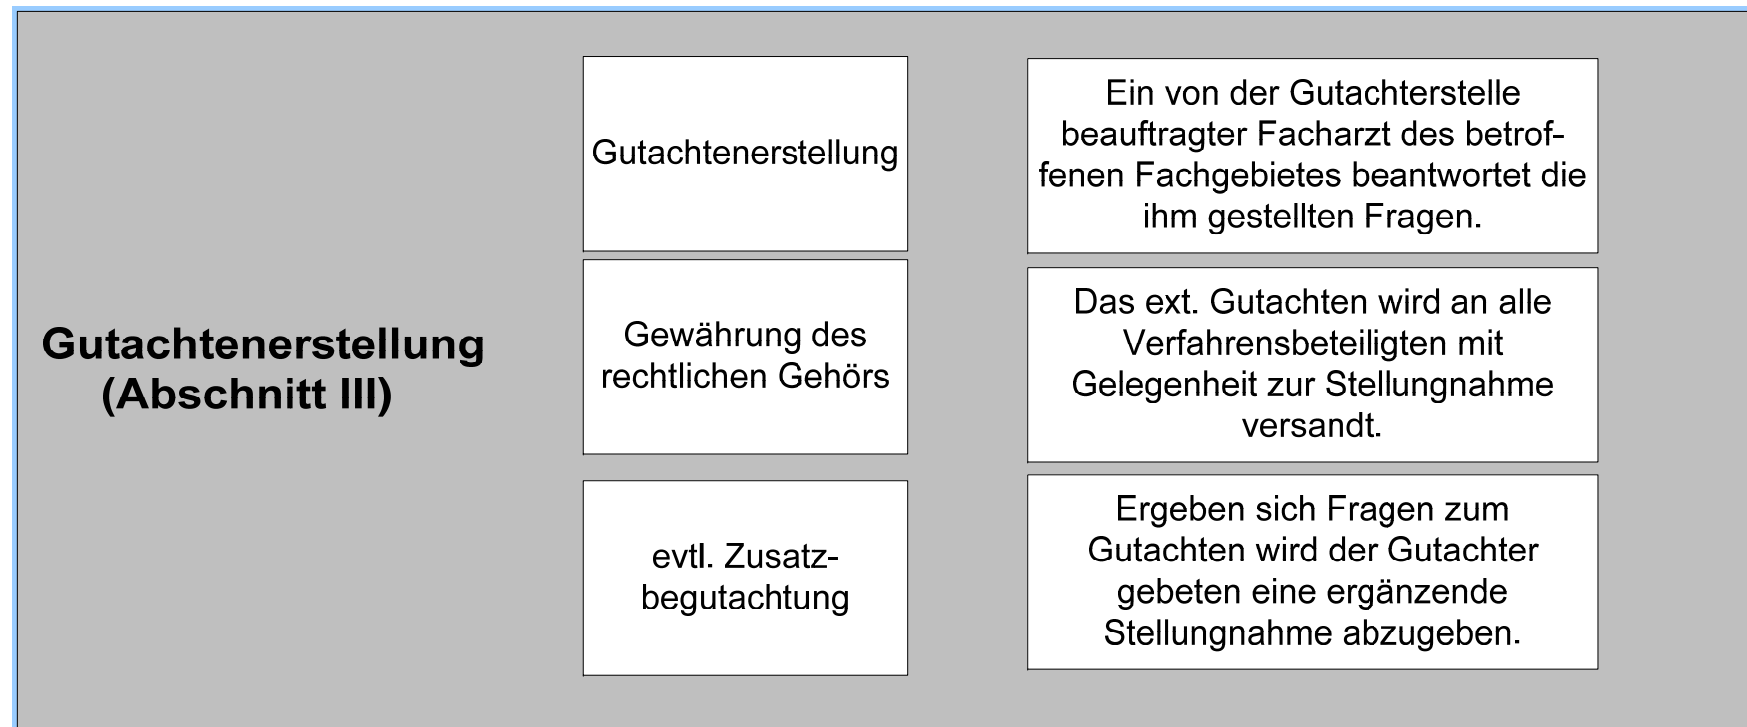 Gutachtenerstellung
(Abschnitt III)
Gutachtenerstellung
Ein von der Gutachterstelle
beauftragter Facharzt des betrof-
fenen Fachgebietes beantwortet die
ihm gestellten Fragen.
Gewährung des
rechtlichen Gehörs
Das ext. Gutachten wird an alle
Verfahrensbeteiligten mit
Gelegenheit zur Stellungnahme
versandt.
evtl. Zusatz-
begutachtung
Ergeben sich Fragen zum
Gutachten wird der Gutachter
gebeten eine ergänzende
Stellungnahme abzugeben.